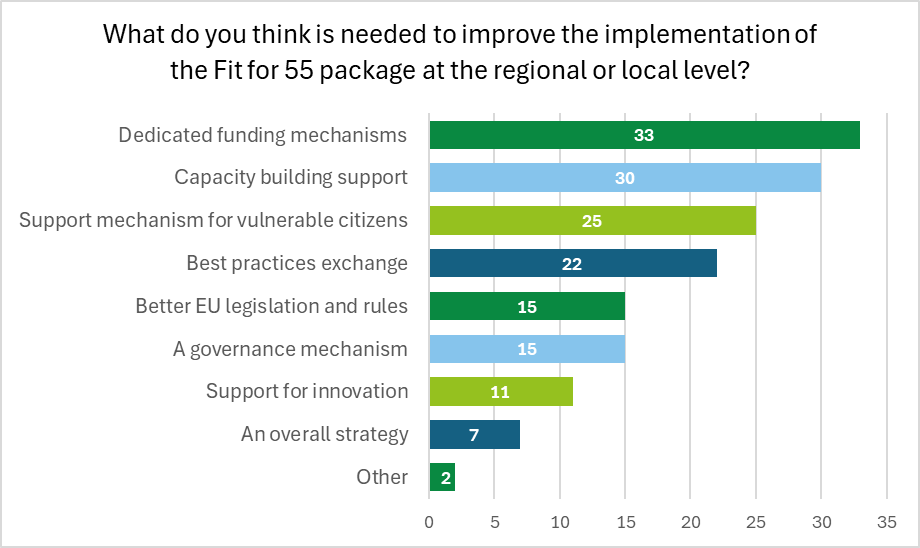 What do you think is needed to improve the implementation of
the Fit for 55 package at the regional or local level?
Dedicated funding mechanisms 33
Capacity building support 30
Support mechanism for vulnerable citizens 25
Best practices exchange 22
Better EU legislation and rules 15
A governance mechanism 15
Support for innovation 11
An overall strategy 7
Other 2
0 5 10 15 20 25 30 35